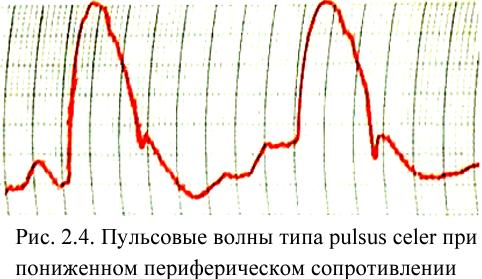 Рис. 2.4. Пульсовые волны типа pulsus celer при
пониженном периферическом сопротивлении